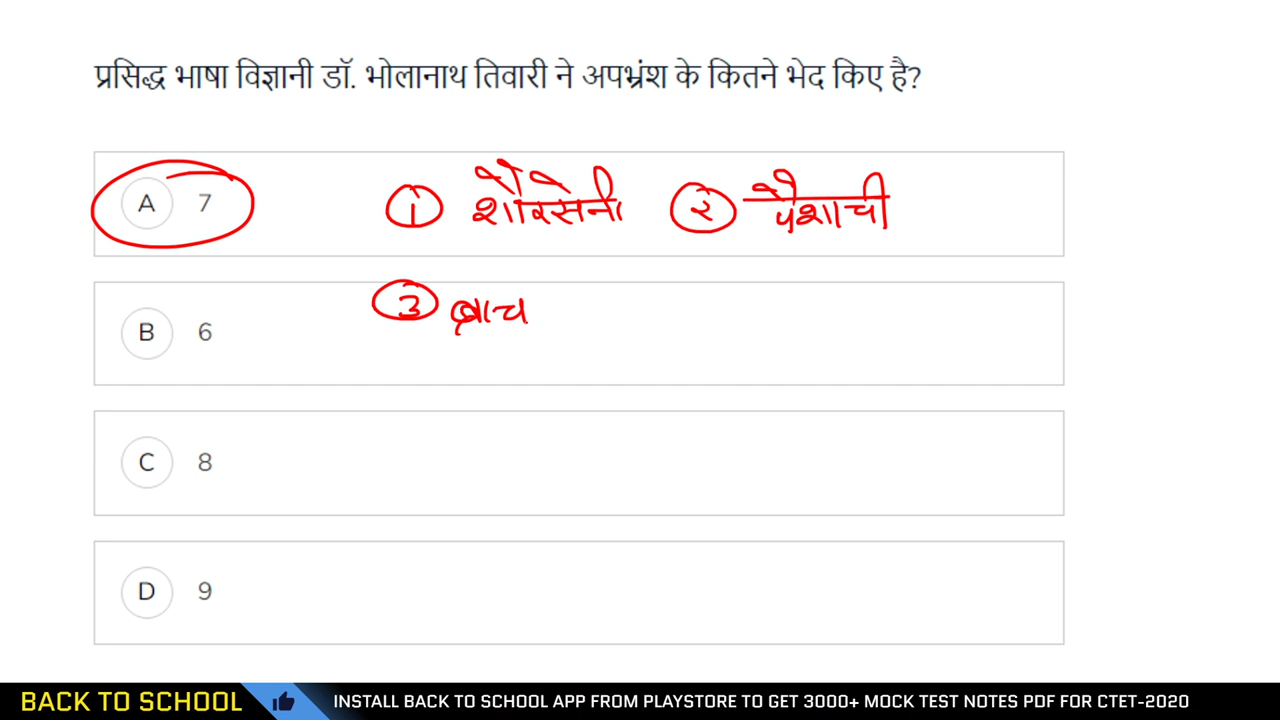 प्रसिद्ध भाषा विज्ञानी डॉ. भोलानाथ तिवारी ने अपभ्रंश के कितने भेद किए है?
A 7 ① शौरसेनी ② पैशाची
③ ब्राच
B 6
C 8
D 9
BACK TO SCHOOL INSTALL BACK TO SCHOOL APP FROM PLAYSTORE TO GET 3000+ MOCK TEST NOTES PDF FOR CTET-2020